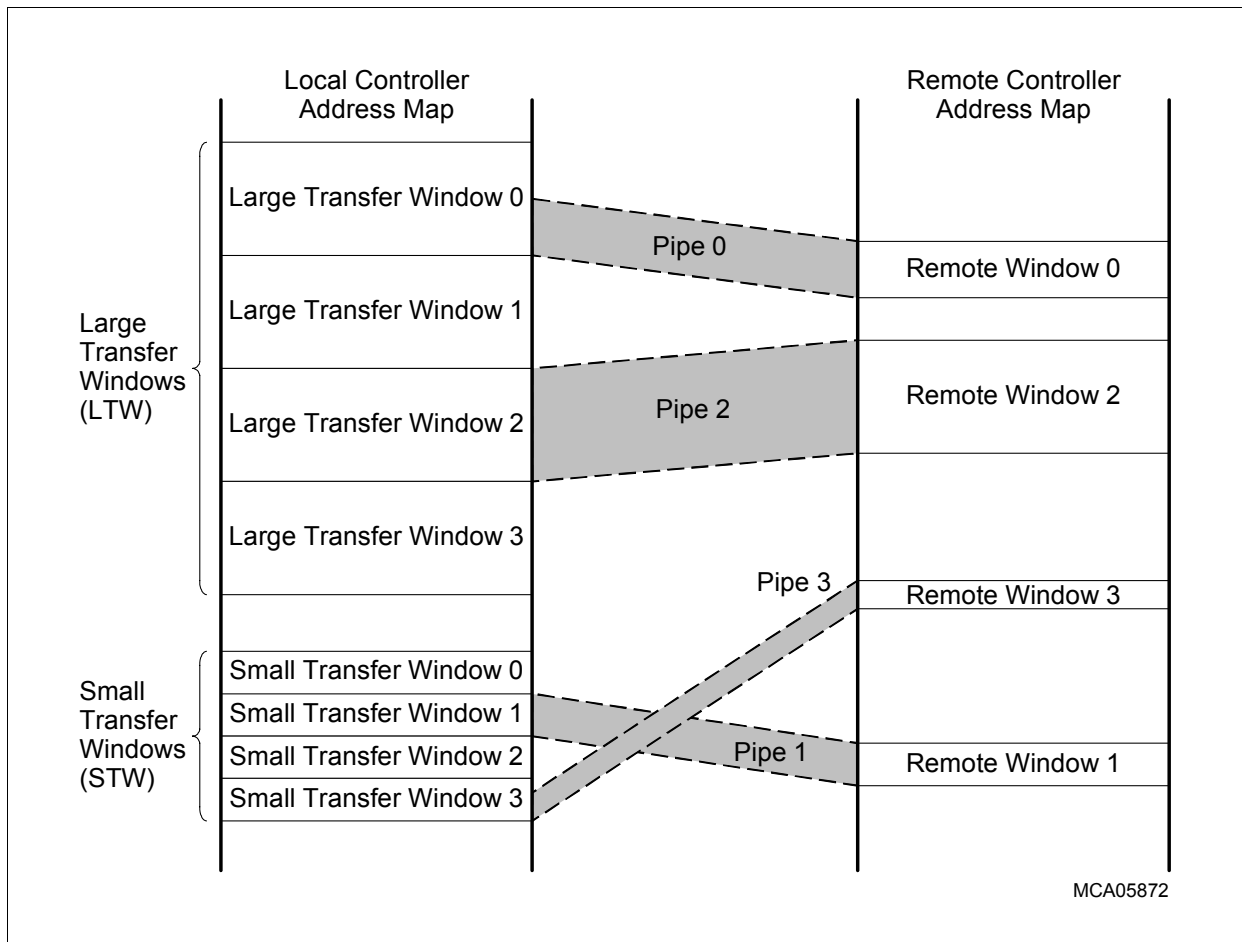 Local Controller
Address Map
Remote Controller
Address Map
Large Transfer Window 0
Pipe 0
Remote Window 0
Large Transfer Window 1
Large
Transfer
Windows
(LTW)
Large Transfer Window 2
Pipe 2
Remote Window 2
Large Transfer Window 3
Pipe 3
Remote Window 3
Small
Transfer
Windows
(STW)
Small Transfer Window 0
Small Transfer Window 1
Small Transfer Window 2
Small Transfer Window 3
Pipe 1
Remote Window 1
MCA05872